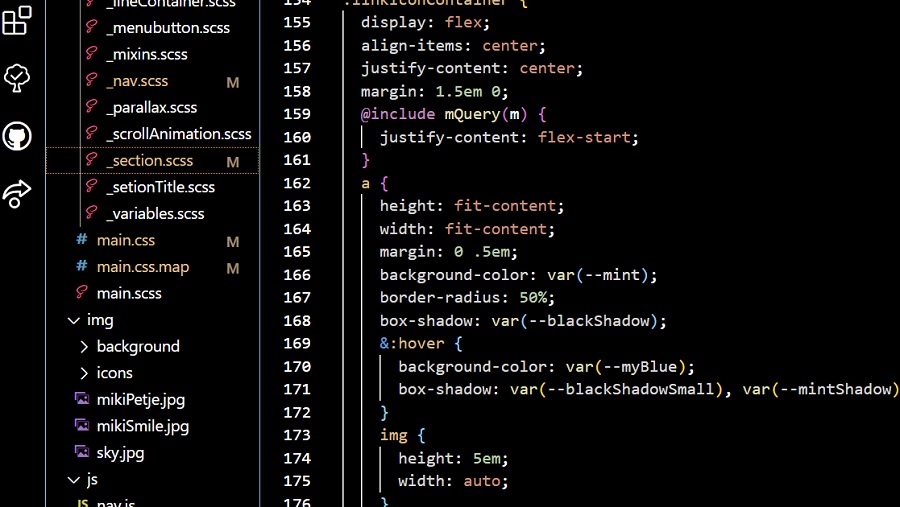 _lineContainer.scss
_menubutton.scss
_mixins.scss
_nav.scss M
_parallax.scss
_scrollAnimation.scss
_section.scss M
_setionTitle.scss
_variables.scss
# main.css M
# main.css.map M
main.scss
img
background
icons
mikiPetje.jpg
mikiSmile.jpg
sky.jpg
js
JS nav.js
154 .linkIconContainer {
155 display: flex;
156 align-items: center;
157 justify-content: center;
158 margin: 1.5em 0;
159 @include mQuery(m) {
160 justify-content: flex-start;
161 }
162 a {
163 height: fit-content;
164 width: fit-content;
165 margin: 0 .5em;
166 background-color: var(--mint);
167 border-radius: 50%;
168 box-shadow: var(--blackShadow);
169 &:hover {
170 background-color: var(--myBlue);
171 box-shadow: var(--blackShadowSmall), var(--mintShadow)
172 }
173 img {
174 height: 5em;
175 width: auto;
176 }